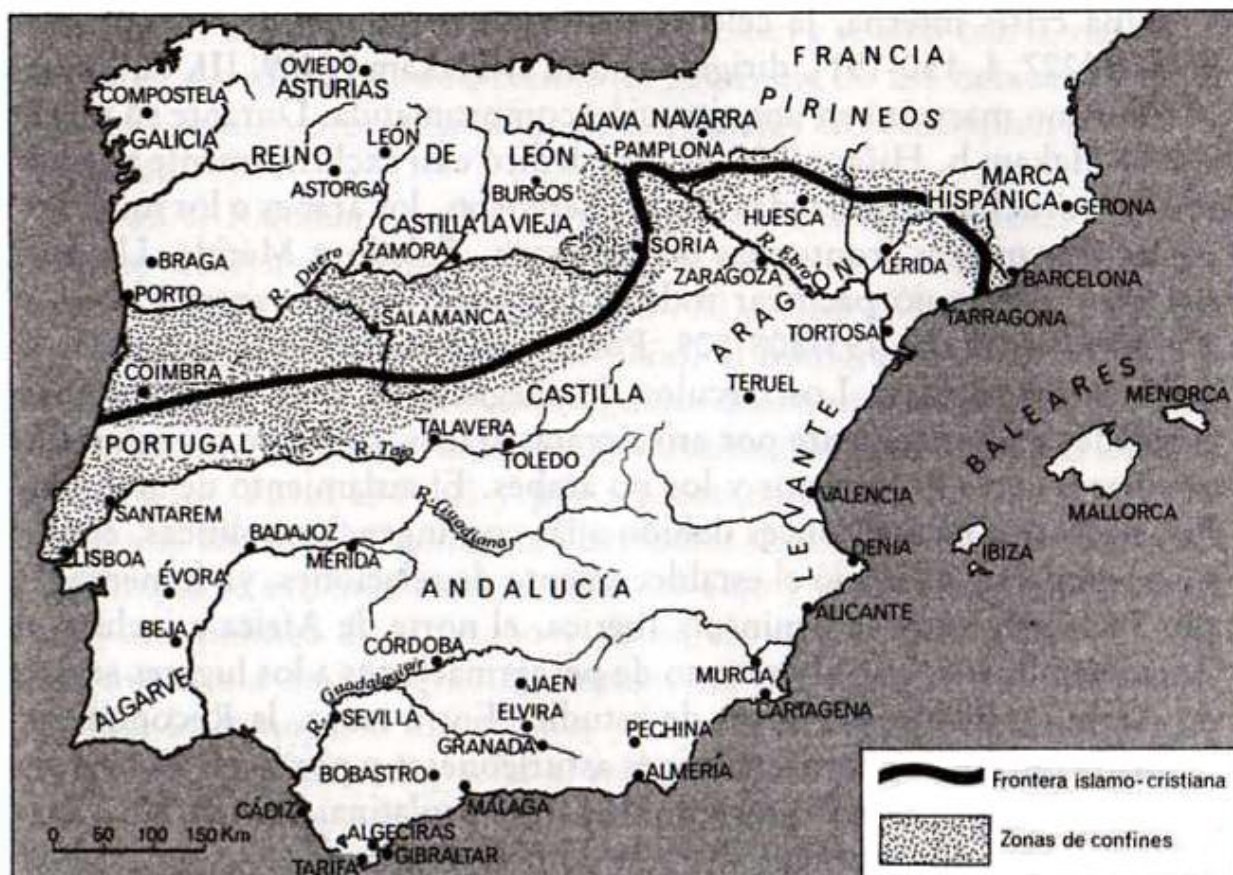 FRANCIA
OVIEDO
ASTURIAS
COMPOSTELA
GALICIA
PIRINEOS
ÁLAVA
NAVARRA
LEÓN
PAMPLONA
REINO
DE
LEÓN
MARCA
HISPÁNICA
ASTORGA
BURGOS
GERONA
HUESCA
CASTILLA LA VIEJA
SORIA
R. Ebro
LÉRIDA
ZAMORA
ZARAGOZA
BRAGA
R. Duero
BARCELONA
PORTO
ARAGÓN
TARRAGONA
SALAMANCA
TORTOSA
COIMBRA
TERUEL
CASTILLA
MENORCA
BALEARES
PORTUGAL
TALAVERA
R. Tajo
TOLEDO
LEVANTE
VALENCIA
MALLORCA
SANTAREM
R. Guadiana
BADAJOZ
LISBOA
MÉRIDA
IBIZA
DENIA
ÉVORA
ANDALUCÍA
ALICANTE
BEJA
CÓRDOBA
MURCIA
R. Guadalquivir
JAEN
CARTAGENA
ALGARVE
SEVILLA
ELVIRA
PECHINA
GRANADA
BOBASTRO
ALMERÍA
MÁLAGA
CÁDIZ
0 50 100 150 Km
ALGECIRAS
GIBRALTAR
TARIFA
Frontera islamo-cristiana
Zonas de confines